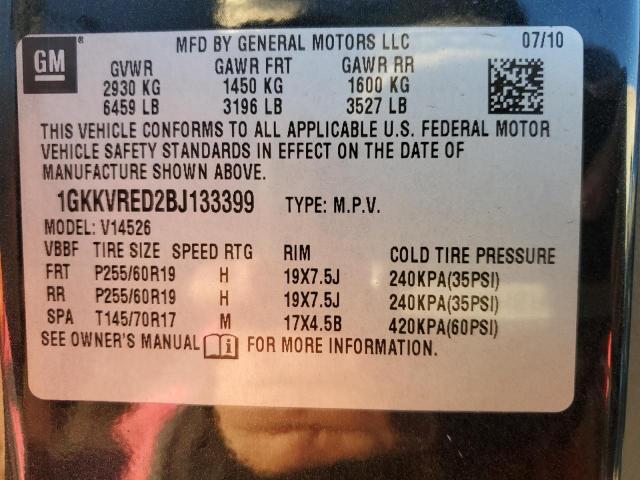 GM ® MFD BY GENERAL MOTORS LLC 07/10
GVWR GAWR FRT GAWR RR
2930 KG 1450 KG 1600 KG
6459 LB 3196 LB 3527 LB
THIS VEHICLE CONFORMS TO ALL APPLICABLE U.S. FEDERAL MOTOR
VEHICLE SAFETY STANDARDS IN EFFECT ON THE DATE OF
MANUFACTURE SHOWN ABOVE.
1GKKVRED2BJ133399 TYPE: M.P.V.
MODEL: V14526
VBBF TIRE SIZE SPEED RTG RIM COLD TIRE PRESSURE
FRT P255/60R19 H 19X7.5J 240KPA(35PSI)
RR P255/60R19 H 19X7.5J 240KPA(35PSI)
SPA T145/70R17 M 17X4.5B 420KPA(60PSI)
SEE OWNER'S MANUAL i FOR MORE INFORMATION.